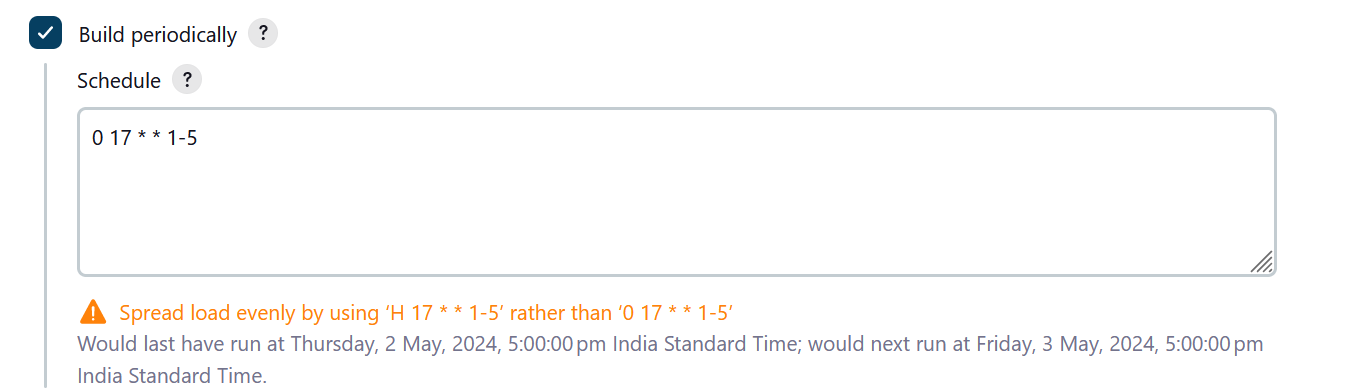 Build periodically ?
Schedule ?
0 17 * * 1-5
Spread load evenly by using ‘H 17 * * 1-5’ rather than ‘0 17 * * 1-5’
Would last have run at Thursday, 2 May, 2024, 5:00:00 pm India Standard Time; would next run at Friday, 3 May, 2024, 5:00:00 pm
India Standard Time.